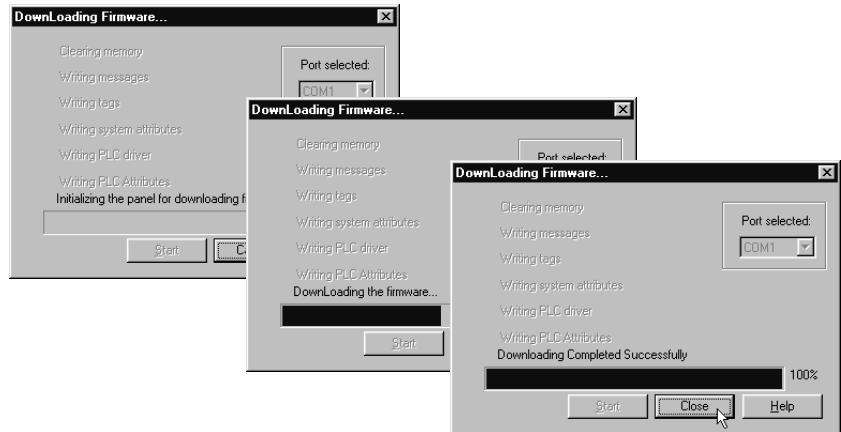 DownLoading Firmware...
Clearing memory
Writing messages
Writing tags
Writing system attributes
Writing PLC driver
Writing PLC Attributes
Initializing the panel for downloading fi
Port selected:
COM1
Start
DownLoading Firmware...
Clearing memory
Writing messages
Writing tags
Writing system attributes
Writing PLC driver
Writing PLC Attributes
DownLoading the firmware...
Port selected:
Start
DownLoading Firmware...
Clearing memory
Writing messages
Writing tags
Writing system attributes
Writing PLC driver
Writing PLC Attributes
Downloading Completed Successfully
Port selected:
COM1
100%
Start Close Help